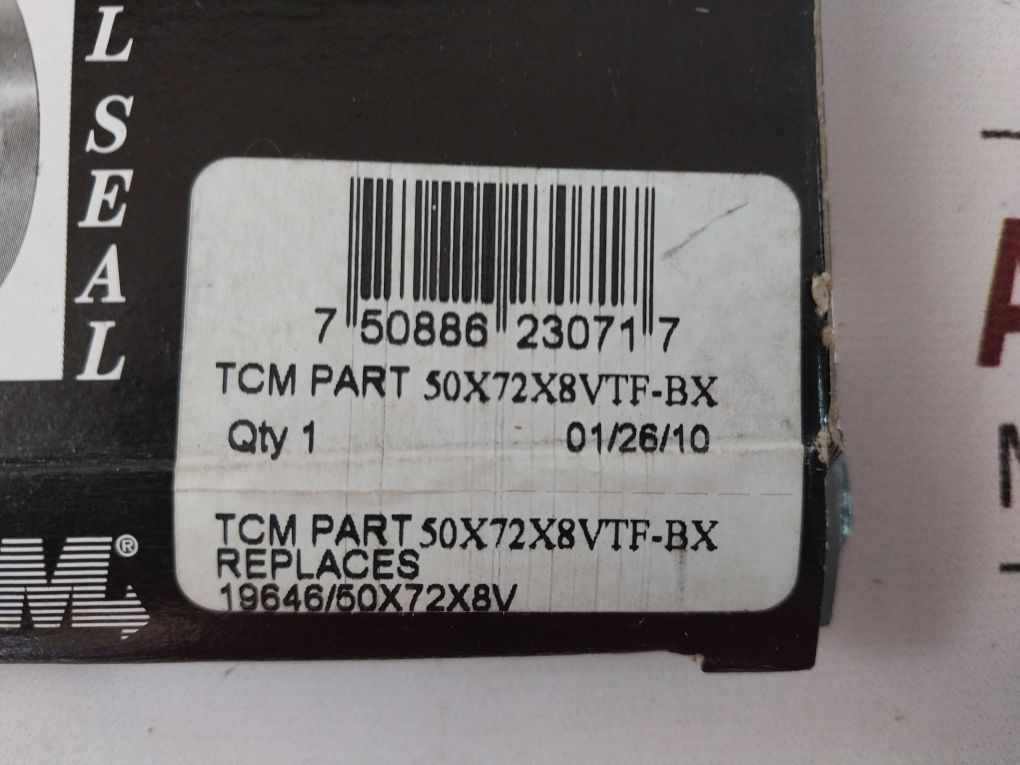 L SEAL
7 50886 23071 7
TCM PART 50X72X8VTF-BX
Qty 1 01/26/10
TCM PART 50X72X8VTF-BX
REPLACES
19646/50X72X8V
M®